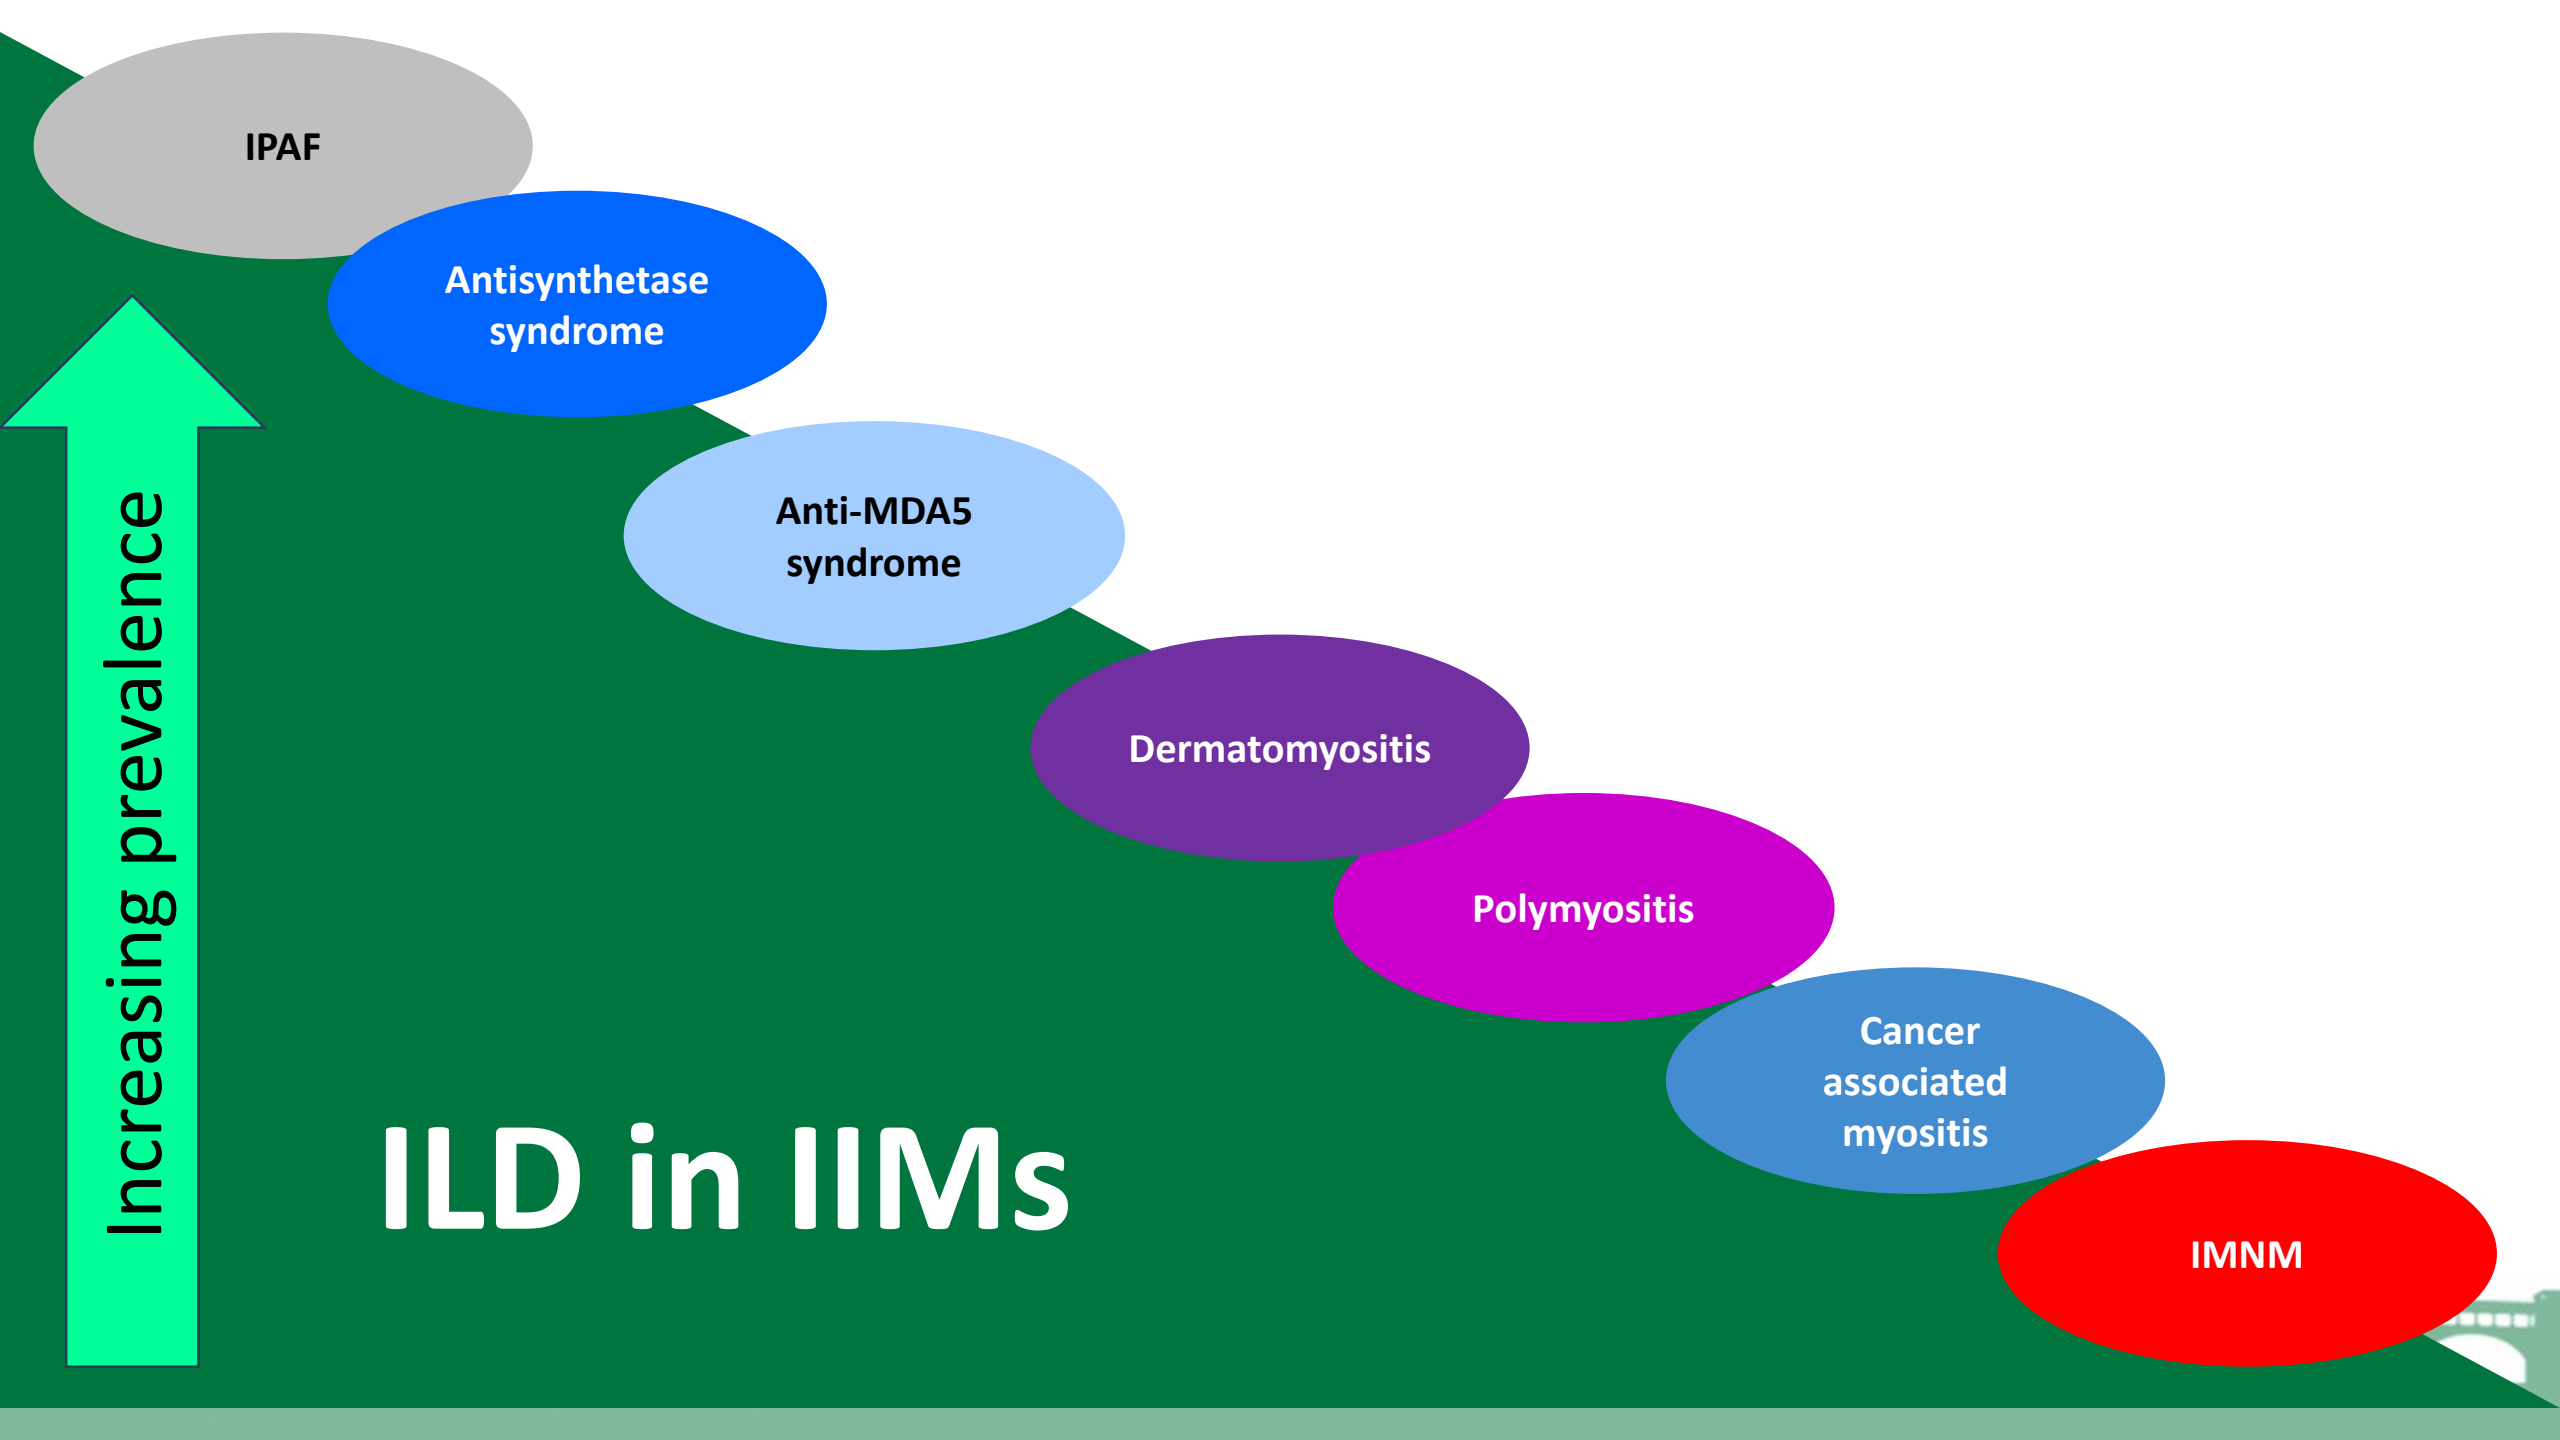 IPAF
Antisynthetase
syndrome
Anti-MDA5
syndrome
Dermatomyositis
Polymyositis
Cancer
associated
myositis
IMNM
Increasing prevalence
ILD in IIMs